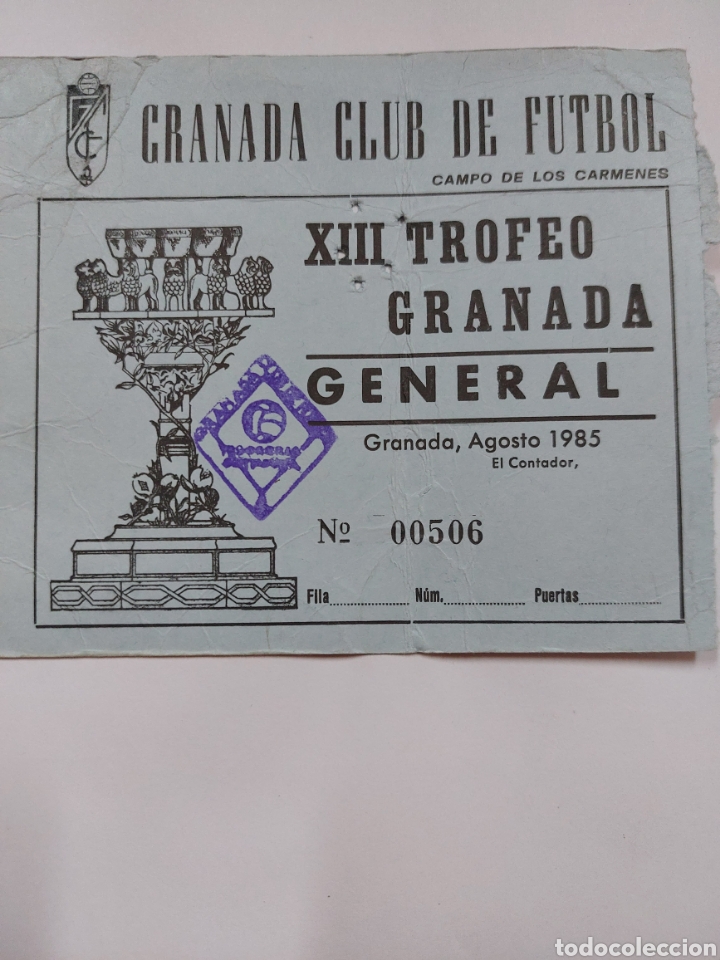 GRANADA CLUB DE FUTBOL
CAMPO DE LOS CARMENES
XIII TROFEO
GRANADA
GENERAL
Granada, Agosto 1985
El Contador,
Nº 00506
Fila............ Núm............ Puertas............
todocoleccion